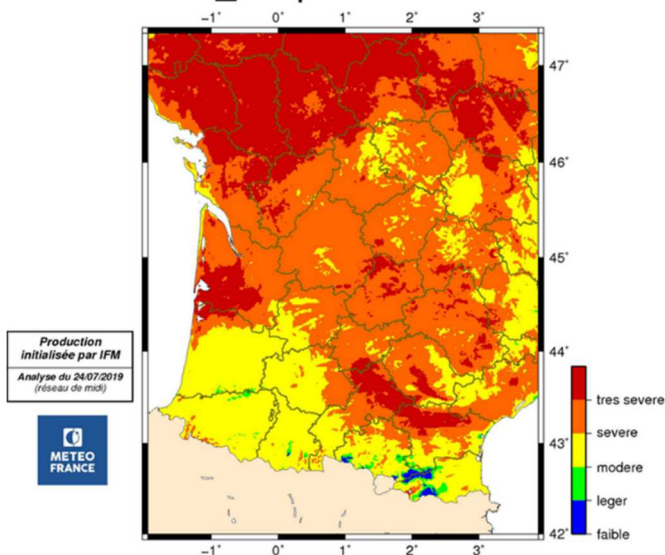 −1° 0° 1° 2° 3°
47°
46°
45°
44°
43°
42°
−1° 0° 1° 2° 3°
Production
initialisée par IFM
Analyse du 24/07/2019
(réseau de midi)
METEO
FRANCE
tres severe
severe
modere
leger
faible